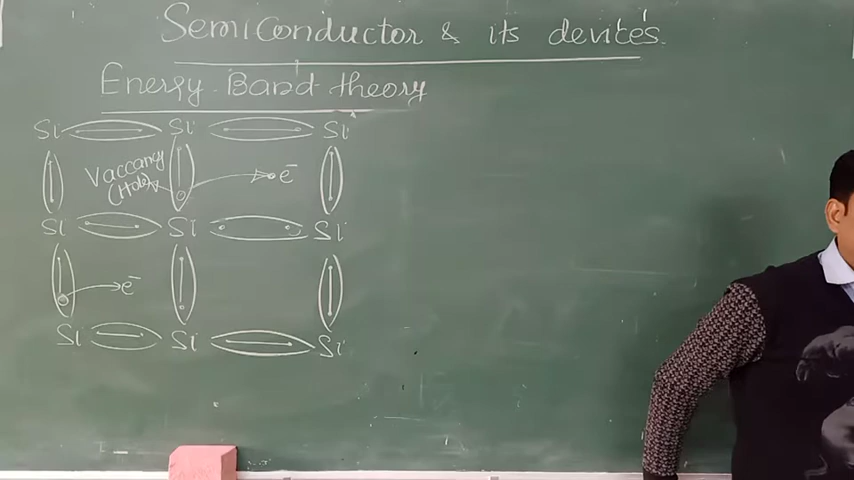 Semiconductor & its devices.
Energy Band theory
Si Si Si
Vaccancy
(Hole)
e⁻
Si Si Si
e⁻
Si Si Si